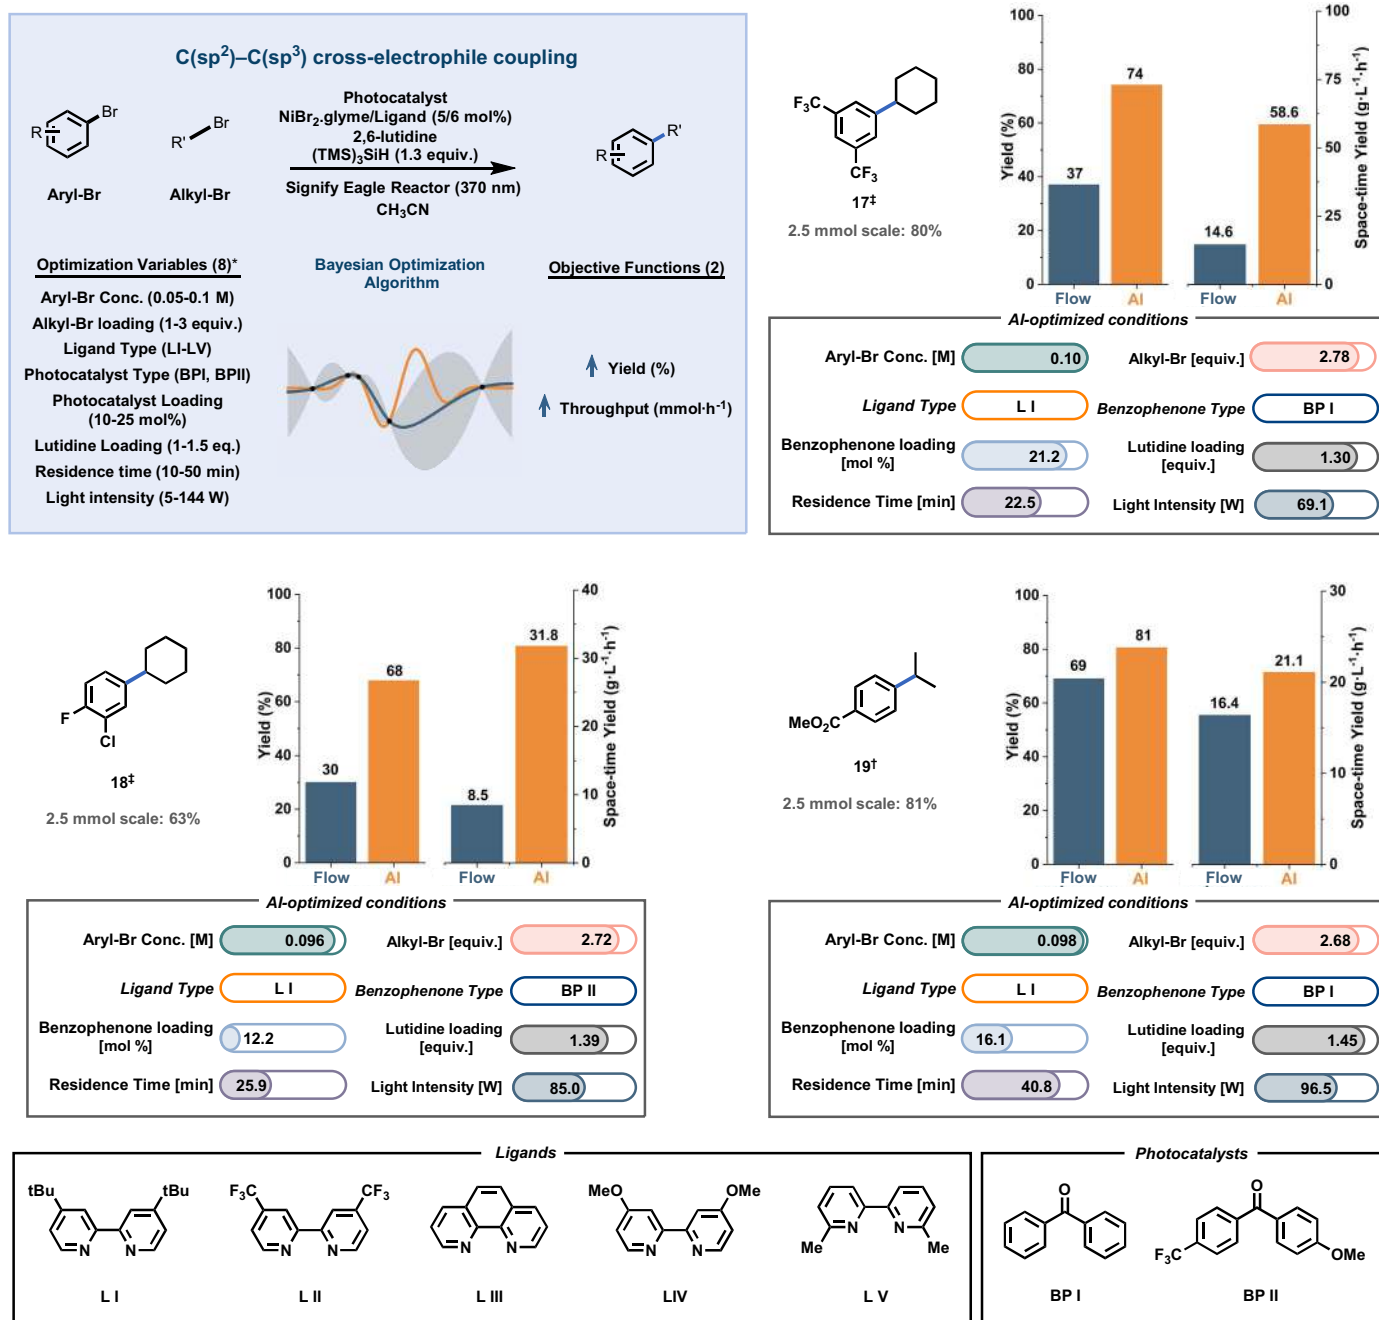 C(sp²)–C(sp³) cross-electrophile coupling
Br
R
Aryl-Br
Br
R'
Alkyl-Br
Photocatalyst
NiBr₂.glyme/Ligand (5/6 mol%)
2,6-lutidine
(TMS)₃SiH (1.3 equiv.)
Signify Eagle Reactor (370 nm)
CH₃CN
R'
R
Optimization Variables (8)*
Aryl-Br Conc. (0.05-0.1 M)
Alkyl-Br loading (1-3 equiv.)
Ligand Type (LI-LV)
Photocatalyst Type (BPI, BPII)
Photocatalyst Loading
(10-25 mol%)
Lutidine Loading (1-1.5 eq.)
Residence time (10-50 min)
Light intensity (5-144 W)
Bayesian Optimization
Algorithm
Objective Functions (2)
Yield (%)
Throughput (mmol·h⁻¹)
F₃C
CF₃
17‡
2.5 mmol scale: 80%
100
80
60
40
20
0
Yield (%)
37
74
14.6
58.6
Flow
AI
Flow
AI
100
75
50
25
0
Space-time Yield (g·L⁻¹·h⁻¹)
AI-optimized conditions
Aryl-Br Conc. [M]
0.10
Alkyl-Br [equiv.]
2.78
Ligand Type
L I
Benzophenone Type
BP I
Benzophenone loading
[mol %]
21.2
Lutidine loading
[equiv.]
1.30
Residence Time [min]
22.5
Light Intensity [W]
69.1
F
Cl
18‡
2.5 mmol scale: 63%
100
80
60
40
20
0
Yield (%)
30
68
8.5
31.8
Flow
AI
Flow
AI
40
30
20
10
0
Space-time Yield (g·L⁻¹·h⁻¹)
AI-optimized conditions
Aryl-Br Conc. [M]
0.096
Alkyl-Br [equiv.]
2.72
Ligand Type
L I
Benzophenone Type
BP II
Benzophenone loading
[mol %]
12.2
Lutidine loading
[equiv.]
1.39
Residence Time [min]
25.9
Light Intensity [W]
85.0
MeO₂C
19†
2.5 mmol scale: 81%
100
80
60
40
20
0
Yield (%)
69
81
16.4
21.1
Flow
AI
Flow
AI
30
20
10
0
Space-time Yield (g·L⁻¹·h⁻¹)
AI-optimized conditions
Aryl-Br Conc. [M]
0.098
Alkyl-Br [equiv.]
2.68
Ligand Type
L I
Benzophenone Type
BP I
Benzophenone loading
[mol %]
16.1
Lutidine loading
[equiv.]
1.45
Residence Time [min]
40.8
Light Intensity [W]
96.5
Ligands
tBu
tBu
N
N
L I
F₃C
CF₃
N
N
L II
N
N
L III
MeO
OMe
N
N
LIV
N
N
Me
Me
L V
Photocatalysts
O
BP I
O
F₃C
OMe
BP II